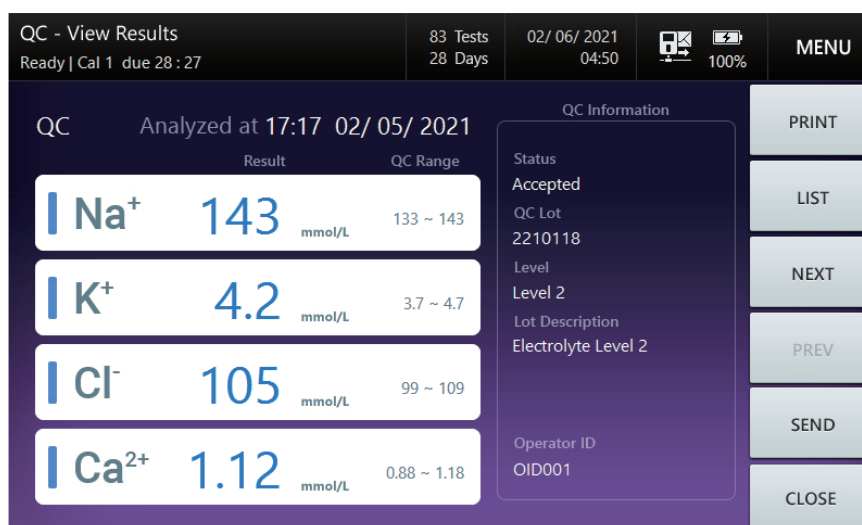 QC - View Results
Ready | Cal 1 due 28 : 27
83 Tests
28 Days
02/ 06/ 2021
04:50
100%
MENU
QC Analyzed at 17:17 02/ 05/ 2021
Result QC Range
Na+ 143 mmol/L 133 ~ 143
K+ 4.2 mmol/L 3.7 ~ 4.7
Cl- 105 mmol/L 99 ~ 109
Ca2+ 1.12 mmol/L 0.88 ~ 1.18
QC Information
Status
Accepted
QC Lot
2210118
Level
Level 2
Lot Description
Electrolyte Level 2
Operator ID
OID001
PRINT
LIST
NEXT
PREV
SEND
CLOSE